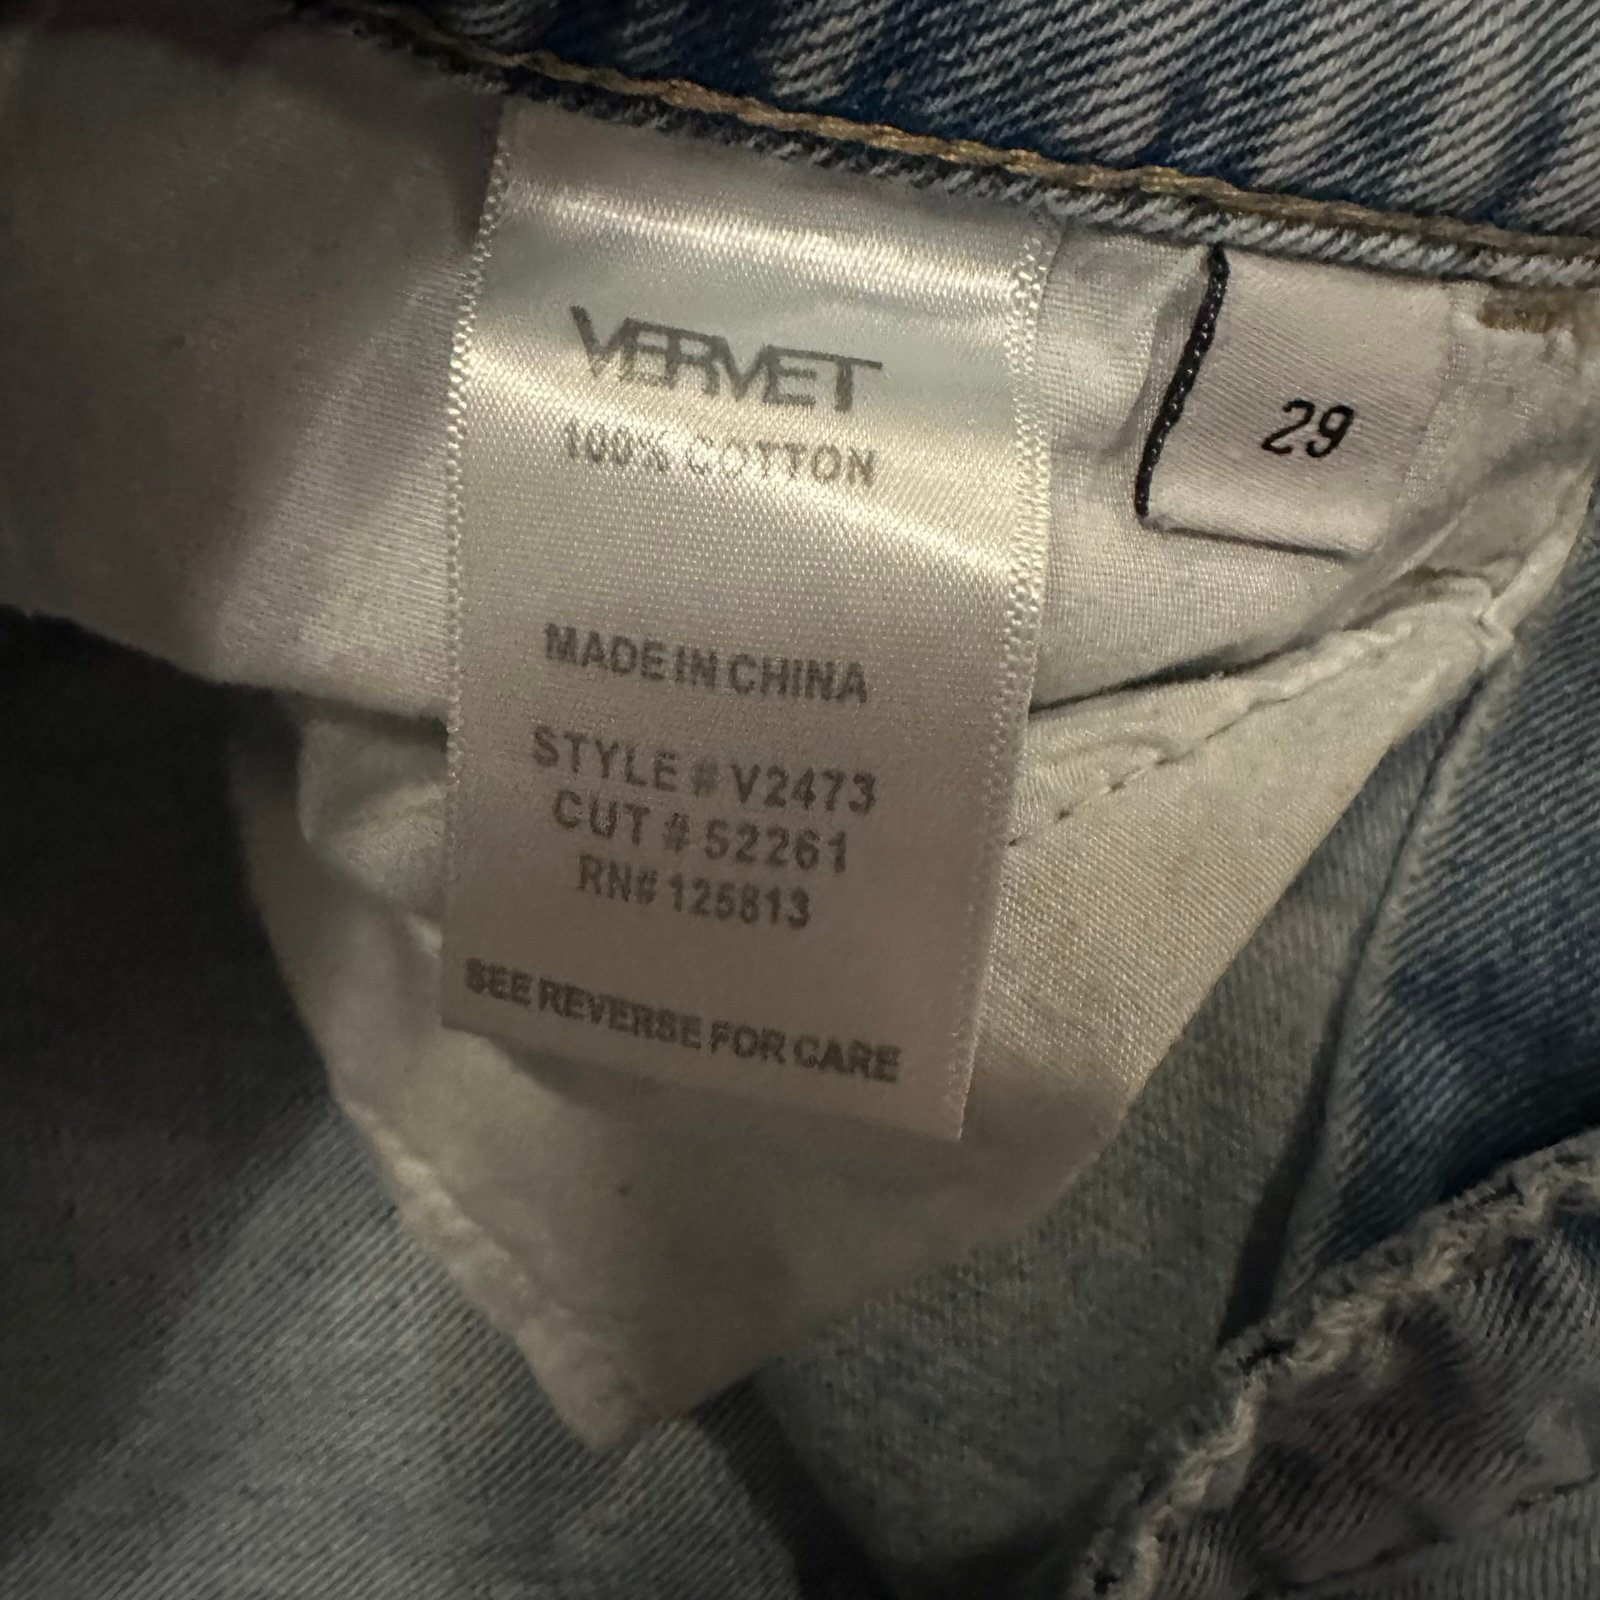 VERVET
100% COTTON
29
MADE IN CHINA
STYLE # V2473
CUT # 52261
RN# 125813
SEE REVERSE FOR CARE